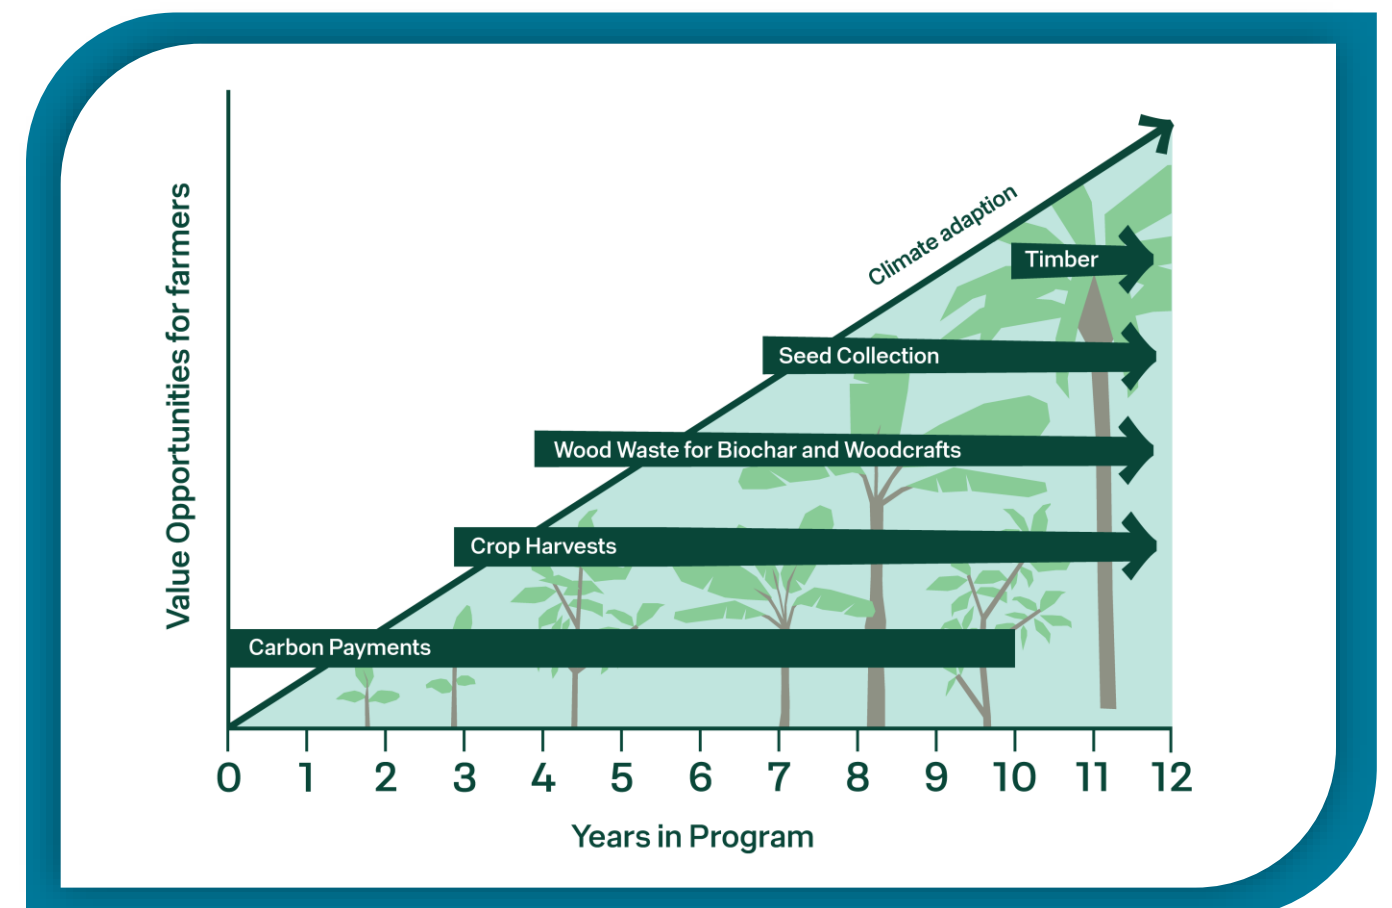 Value Opportunities for farmers
Climate adaption
Timber
Seed Collection
Wood Waste for Biochar and Woodcrafts
Crop Harvests
Carbon Payments
0 1 2 3 4 5 6 7 8 9 10 11 12
Years in Program